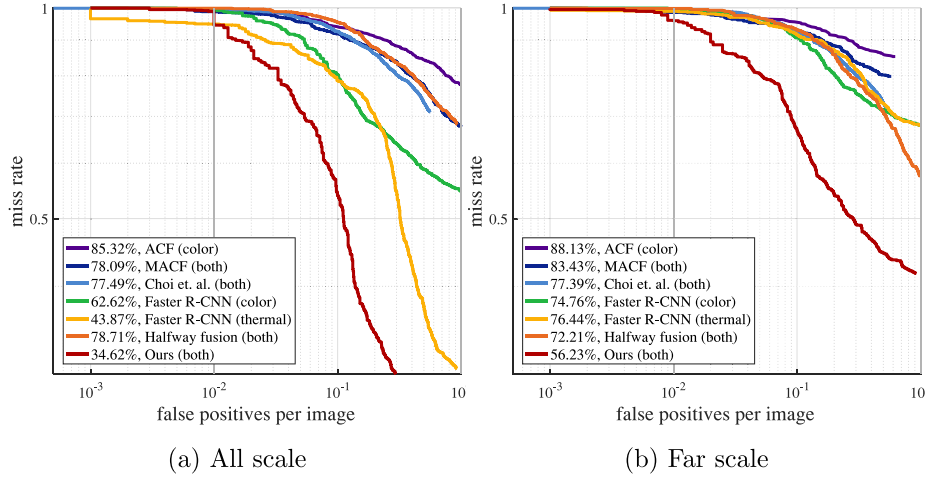 1
0.5
miss rate
85.32%, ACF (color)
78.09%, MACF (both)
77.49%, Choi et. al. (both)
62.62%, Faster R-CNN (color)
43.87%, Faster R-CNN (thermal)
78.71%, Halfway fusion (both)
34.62%, Ours (both)
10^-3 10^-2 10^-1 10
false positives per image
(a) All scale
1
0.5
miss rate
88.13%, ACF (color)
83.43%, MACF (both)
77.39%, Choi et. al. (both)
74.76%, Faster R-CNN (color)
76.44%, Faster R-CNN (thermal)
72.21%, Halfway fusion (both)
56.23%, Ours (both)
10^-3 10^-2 10^-1 10
false positives per image
(b) Far scale